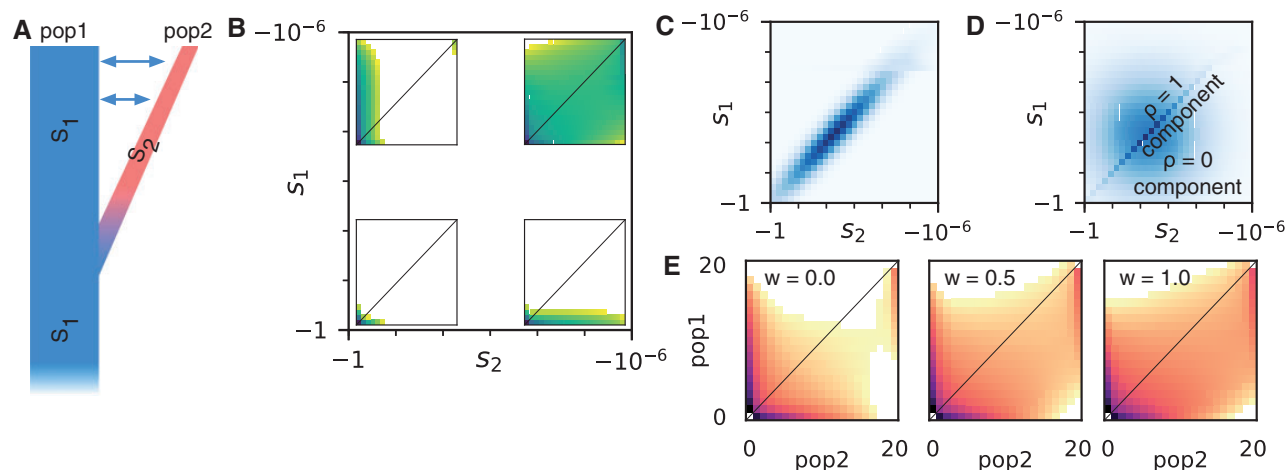 A
pop1
pop2
S1
S2
S1
B
−10⁻⁶
s1
−1
−1
s2
−10⁻⁶
C
−10⁻⁶
s1
−1
−1
s2
−10⁻⁶
D
−10⁻⁶
s1
−1
ρ = 1
component
ρ = 0
component
−1
s2
−10⁻⁶
E
20
pop1
0
w = 0.0
w = 0.5
w = 1.0
0
20
0
20
0
20
pop2
pop2
pop2